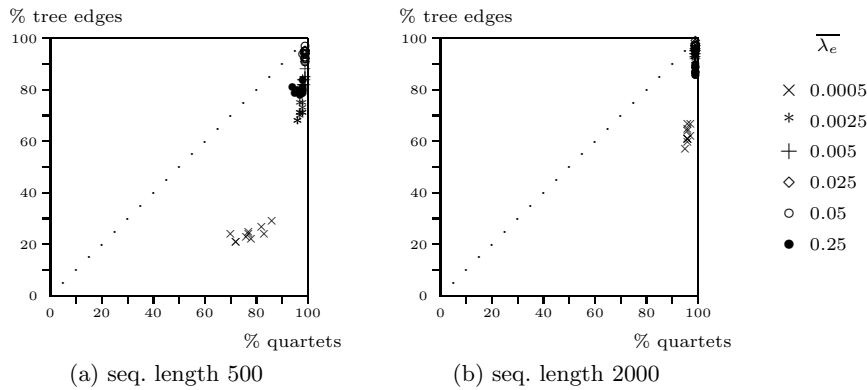 % tree edges
% tree edges
100
80
60
40
20
0
0 20 40 60 80 100
% quartets
(a) seq. length 500
100
80
60
40
20
0
0 20 40 60 80 100
% quartets
(b) seq. length 2000
λe
0.0005
0.0025
0.005
0.025
0.05
0.25